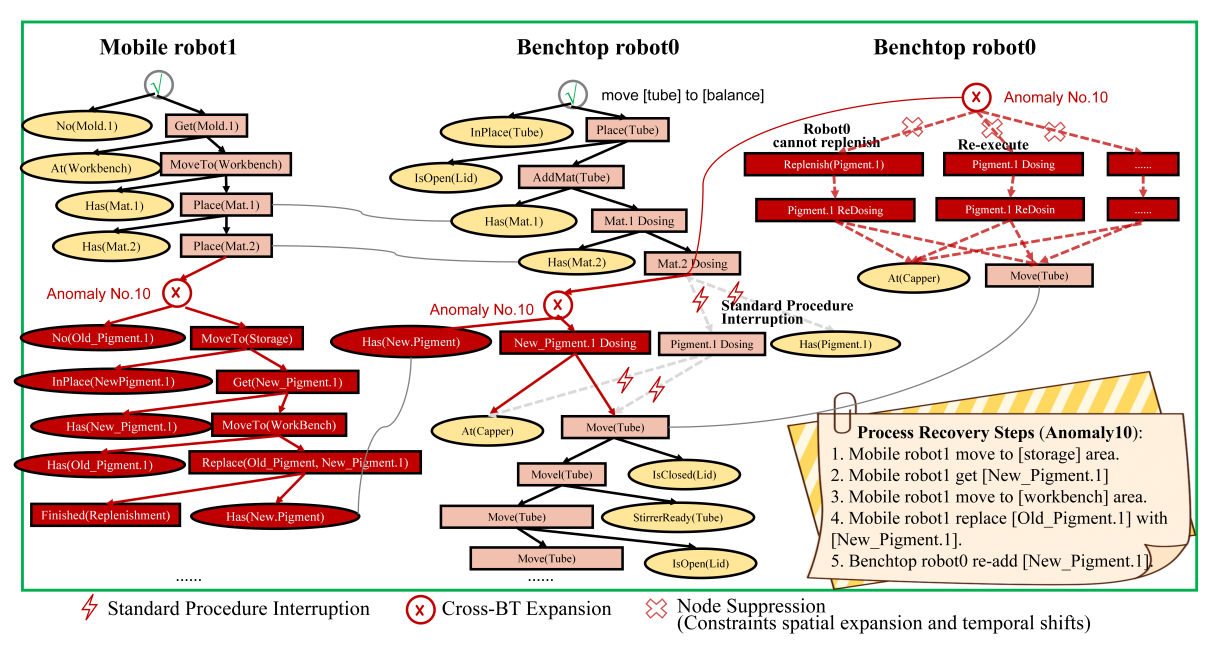 Mobile robot1
No(Mold.1)
Get(Mold.1)
At(Workbench)
MoveTo(Workbench)
Has(Mat.1)
Place(Mat.1)
Has(Mat.2)
Place(Mat.2)
Anomaly No.10
No(Old_Pigment.1)
MoveTo(Storage)
InPlace(NewPigment.1)
Get(New_Pigment.1)
Has(New_Pigment.1)
MoveTo(WorkBench)
Has(Old_Pigment.1)
Replace(Old_Pigment, New_Pigment.1)
Finished(Replenishment)
Has(New.Pigment)
......
Benchtop robot0
move [tube] to [balance]
InPlace(Tube)
Place(Tube)
IsOpen(Lid)
AddMat(Tube)
Has(Mat.1)
Mat.1 Dosing
Has(Mat.2)
Mat.2 Dosing
Anomaly No.10
Standard Procedure
Interruption
Has(New.Pigment)
New_Pigment.1 Dosing
Pigment.1 Dosing
Has(Pigment.1)
At(Capper)
Move(Tube)
Movel(Tube)
IsClosed(Lid)
Move(Tube)
StirrerReady(Tube)
Move(Tube)
IsOpen(Lid)
......
Benchtop robot0
Anomaly No.10
Robot0
cannot replenish
Re-execute
Replenish(Pigment.1)
Pigment.1 Dosing
......
Pigment.1 ReDosing
Pigment.1 ReDosin
......
At(Capper)
Move(Tube)
Process Recovery Steps (Anomaly10):
1. Mobile robot1 move to [storage] area.
2. Mobile robot1 get [New_Pigment.1]
3. Mobile robot1 move to [workbench] area.
4. Mobile robot1 replace [Old_Pigment.1] with
[New_Pigment.1].
5. Benchtop robot0 re-add [New_Pigment.1].
Standard Procedure Interruption
Cross-BT Expansion
Node Suppression
(Constraints spatial expansion and temporal shifts)